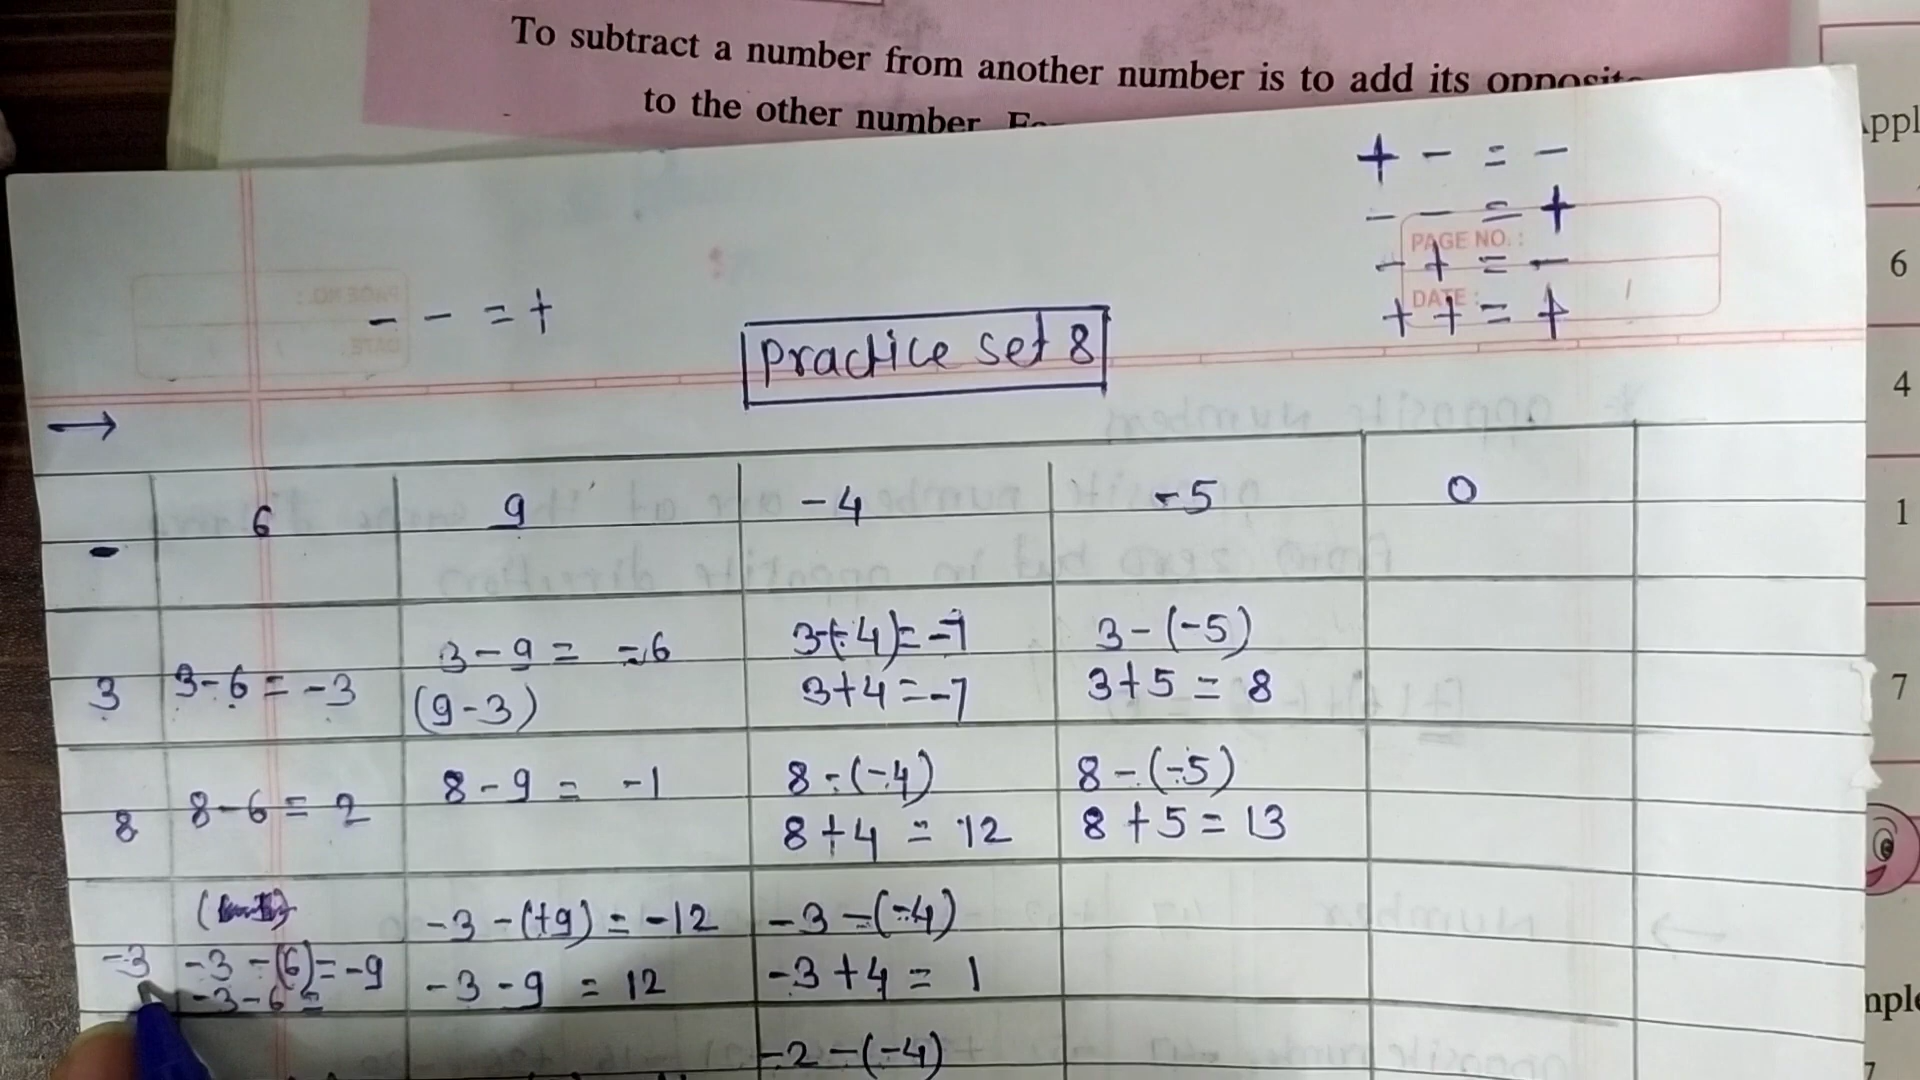 To subtract a number from another number is to add its opposite
to the other number.
+ - = -
- - = +
- + = -
+ + = +
PAGE NO. :
DATE :
- - = +
Practice set 8
→
- 6 9 -4 -5 0
3
3-6 = -3
3-9 = -6
(9-3)
3-(-4) = -7
3+4 = -7
3-(-5)
3+5 = 8
8
8-6 = 2
8-9 = -1
8-(-4)
8+4 = 12
8-(-5)
8+5 = 13
-3
-3-(6) = -9
-3-6 =
-3-(+9) = -12
-3-9 = 12
-3-(-4)
-3+4 = 1
-2-(-4)
6
4
1
7
7